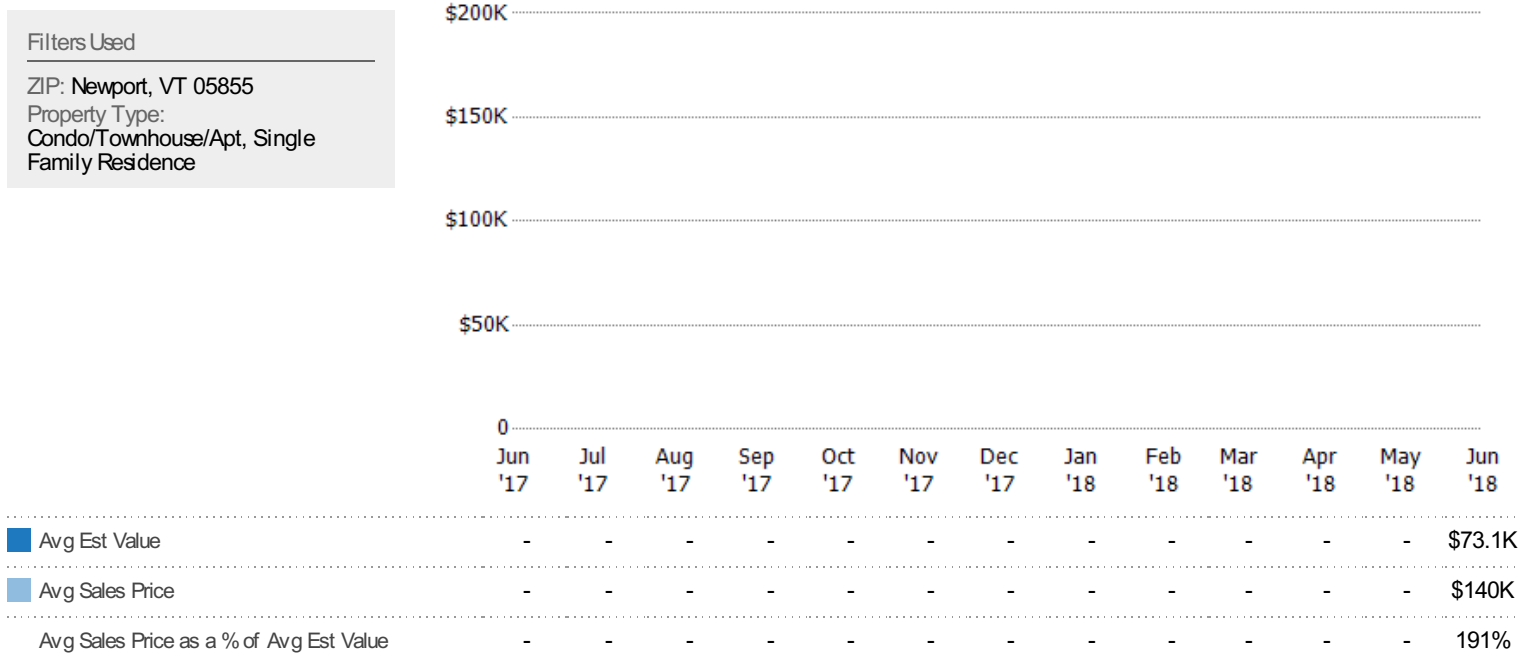 Filters Used
ZIP: Newport, VT 05855
Property Type:
Condo/Townhouse/Apt, Single
Family Residence
$200K
$150K
$100K
$50K
0
Jun Jul Aug Sep Oct Nov Dec Jan Feb Mar Apr May Jun
'17 '17 '17 '17 '17 '17 '17 '18 '18 '18 '18 '18 '18
Avg Est Value - - - - - - - - - - - - $73.1K
Avg Sales Price - - - - - - - - - - - - $140K
Avg Sales Price as a % of Avg Est Value - - - - - - - - - - - - 191%